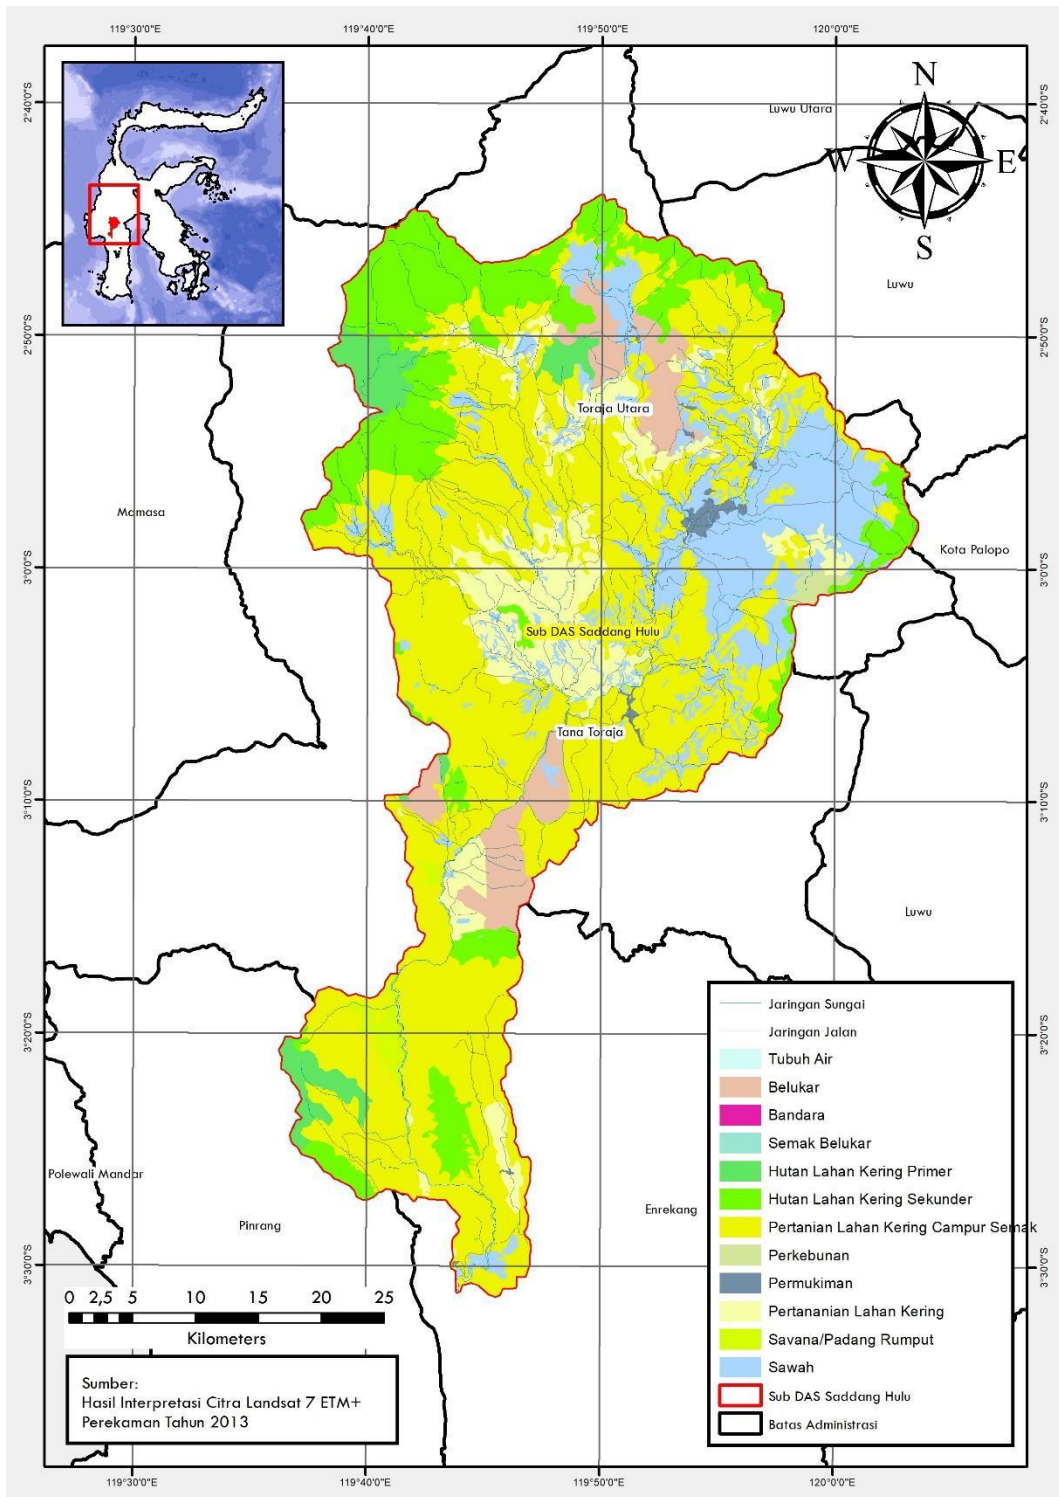 119°30'0"E 119°40'0"E 119°50'0"E 120°0'0"E
2°40'0"S 2°40'0"S
N
W E
S
Luwu Utara
Luwu
2°50'0"S 2°50'0"S
Toraja Utara
Mamasa
Kota Palopo
3°0'0"S 3°0'0"S
Sub DAS Saddang Hulu
Tana Toraja
3°10'0"S 3°10'0"S
Luwu
3°20'0"S 3°20'0"S
Polewali Mandar
Pinrang
Enrekang
3°30'0"S 3°30'0"S
Jaringan Sungai
Jaringan Jalan
Tubuh Air
Belukar
Bandara
Semak Belukar
Hutan Lahan Kering Primer
Hutan Lahan Kering Sekunder
Pertanian Lahan Kering Campur Semak
Perkebunan
Permukiman
Pertananian Lahan Kering
Savana/Padang Rumput
Sawah
Sub DAS Saddang Hulu
Batas Administrasi
0 2,5 5 10 15 20 25
Kilometers
Sumber:
Hasil Interpretasi Citra Landsat 7 ETM+
Perekaman Tahun 2013
119°30'0"E 119°40'0"E 119°50'0"E 120°0'0"E